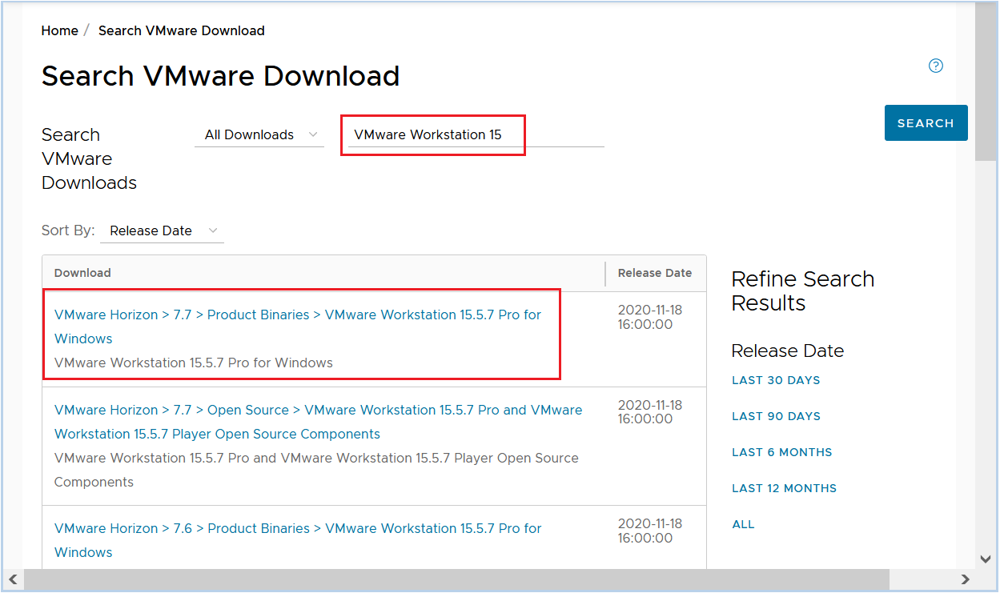 Home / Search VMware Download
Search VMware Download
?
Search
VMware
Downloads
All Downloads
VMware Workstation 15
SEARCH
Sort By: Release Date
Download
Release Date
VMware Horizon > 7.7 > Product Binaries > VMware Workstation 15.5.7 Pro for
Windows
VMware Workstation 15.5.7 Pro for Windows
2020-11-18
16:00:00
VMware Horizon > 7.7 > Open Source > VMware Workstation 15.5.7 Pro and VMware
Workstation 15.5.7 Player Open Source Components
VMware Workstation 15.5.7 Pro and VMware Workstation 15.5.7 Player Open Source
Components
2020-11-18
16:00:00
VMware Horizon > 7.6 > Product Binaries > VMware Workstation 15.5.7 Pro for
Windows
2020-11-18
16:00:00
Refine Search
Results
Release Date
LAST 30 DAYS
LAST 90 DAYS
LAST 6 MONTHS
LAST 12 MONTHS
ALL